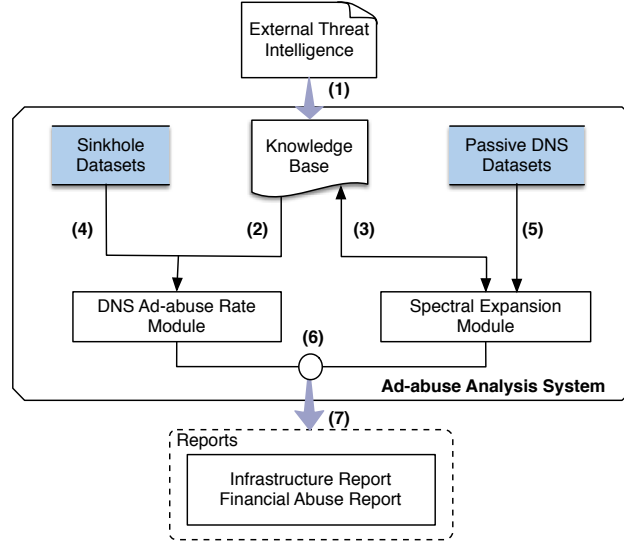 External Threat
Intelligence
(1)
Sinkhole
Datasets
Knowledge
Base
Passive DNS
Datasets
(4)
(2)
(3)
(5)
DNS Ad-abuse Rate
Module
Spectral Expansion
Module
(6)
Ad-abuse Analysis System
(7)
Reports
Infrastructure Report
Financial Abuse Report